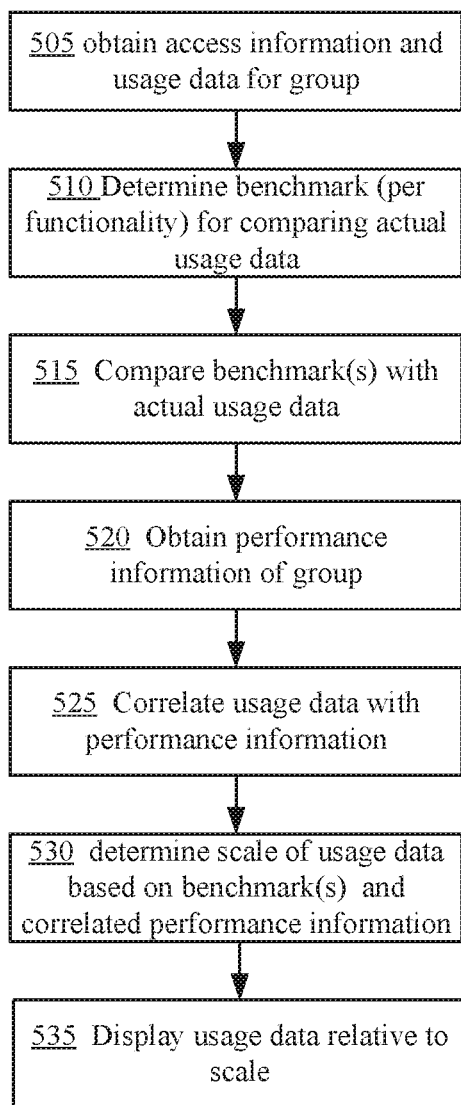 505 obtain access information and
usage data for group
510 Determine benchmark (per
functionality) for comparing actual
usage data
515 Compare benchmark(s) with
actual usage data
520 Obtain performance
information of group
525 Correlate usage data with
performance information
530 determine scale of usage data
based on benchmark(s) and
correlated performance information
535 Display usage data relative to
scale